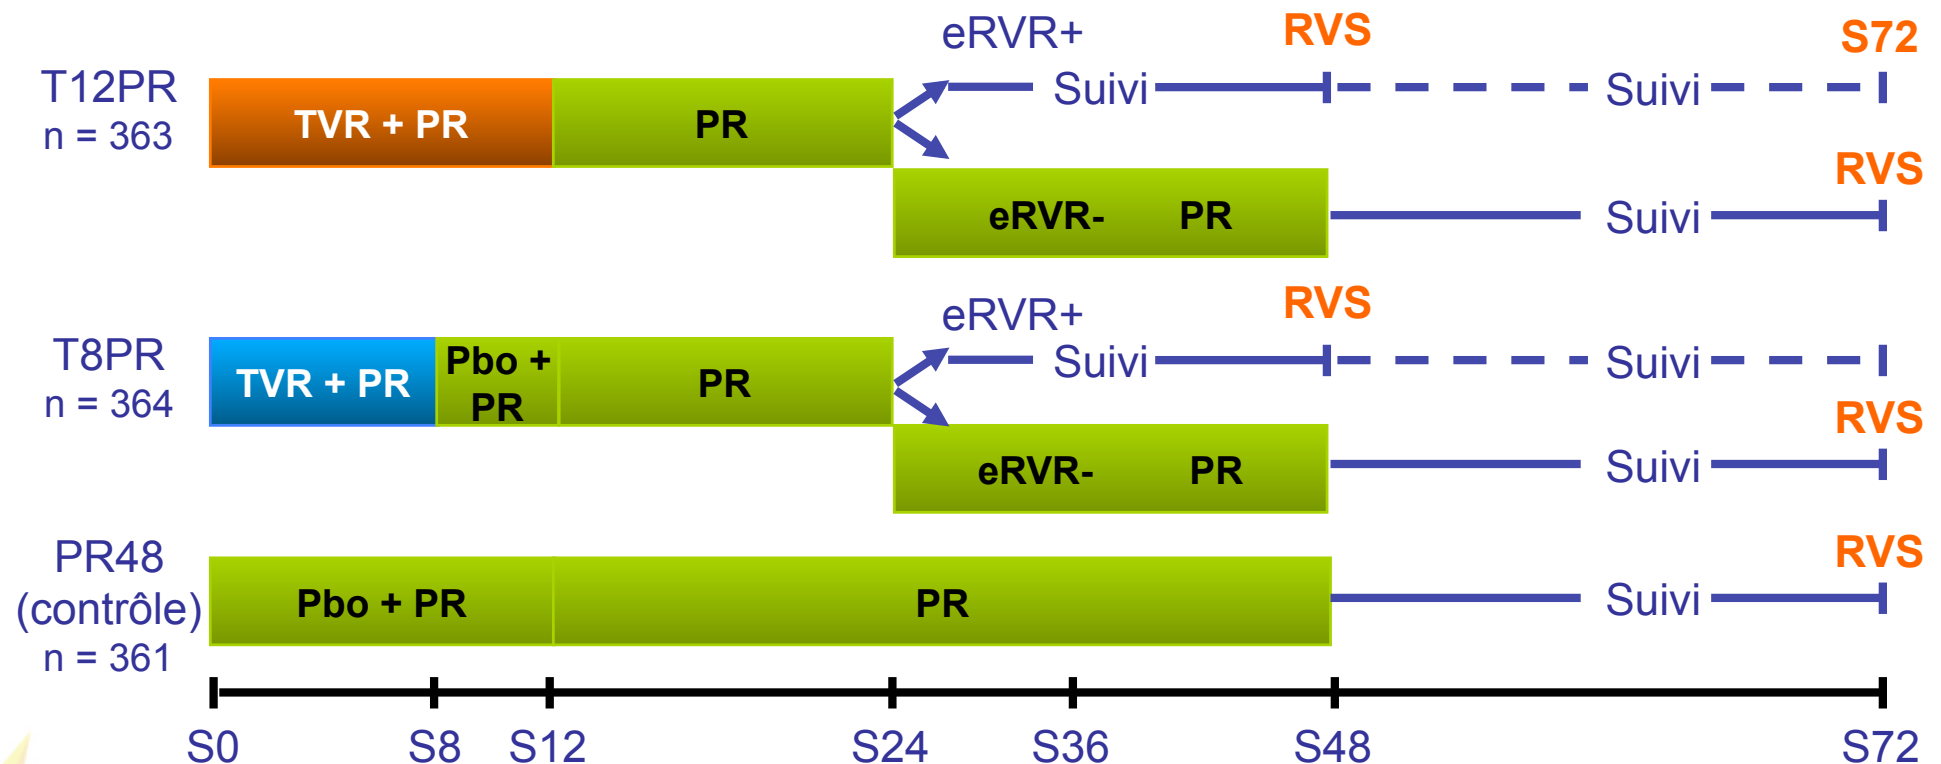 eRVR+ RVS S72
T12PR
n = 363
TVR + PR PR Suivi Suivi
RVS
eRVR- PR Suivi
eRVR+ RVS
T8PR
n = 364
TVR + PR Pbo +
PR PR Suivi Suivi
RVS
eRVR- PR Suivi
PR48
(contrôle)
n = 361
Pbo + PR PR Suivi
RVS
S0 S8 S12 S24 S36 S48 S72